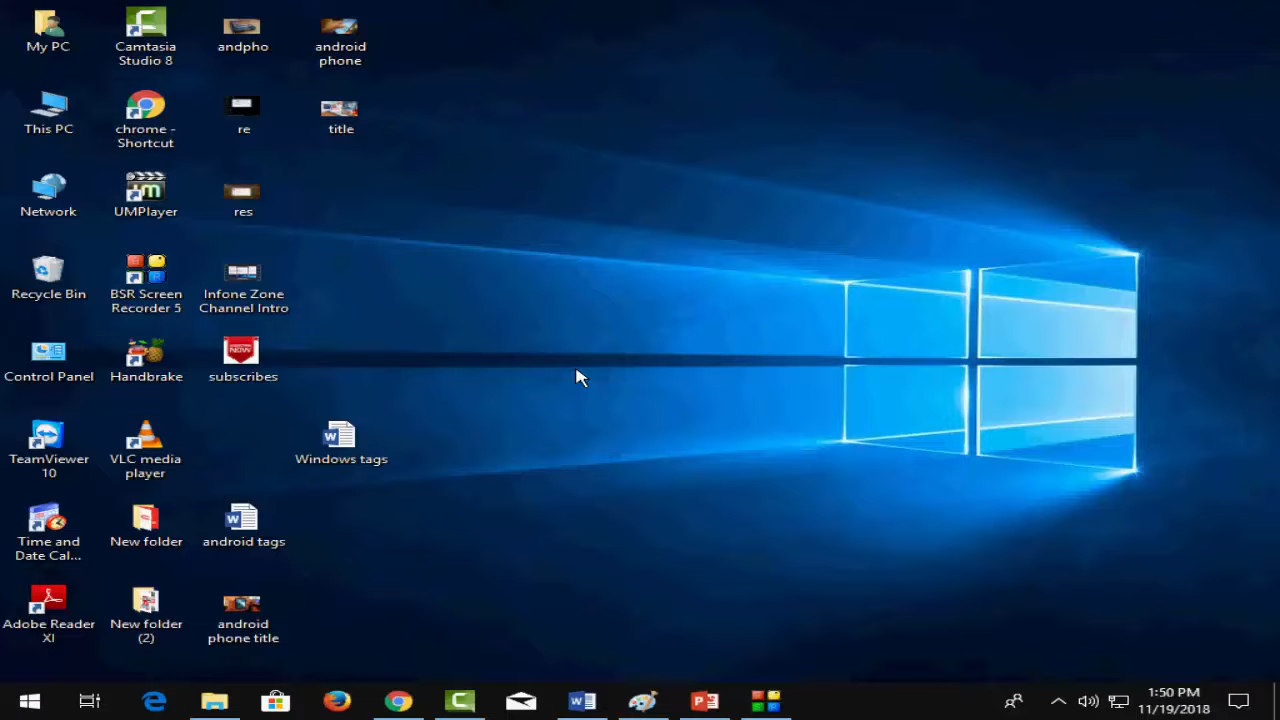 My PC
Camtasia
Studio 8
andpho
android
phone
This PC
chrome -
Shortcut
re
title
Network
UMPlayer
res
Recycle Bin
BSR Screen
Recorder 5
Infone Zone
Channel Intro
Control Panel
Handbrake
NOW
subscribes
TeamViewer
10
VLC media
player
Windows tags
Time and
Date Cal...
New folder
android tags
Adobe Reader
XI
New folder
(2)
android
phone title
1:50 PM
11/19/2018